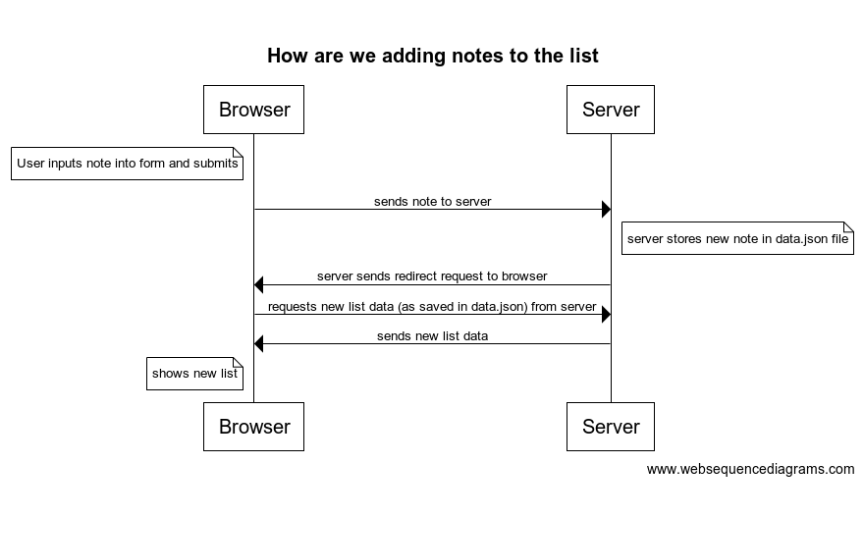 How are we adding notes to the list
Browser
Server
User inputs note into form and submits
sends note to server
server stores new note in data.json file
server sends redirect request to browser
requests new list data (as saved in data.json) from server
sends new list data
shows new list
Browser
Server
www.websequencediagrams.com